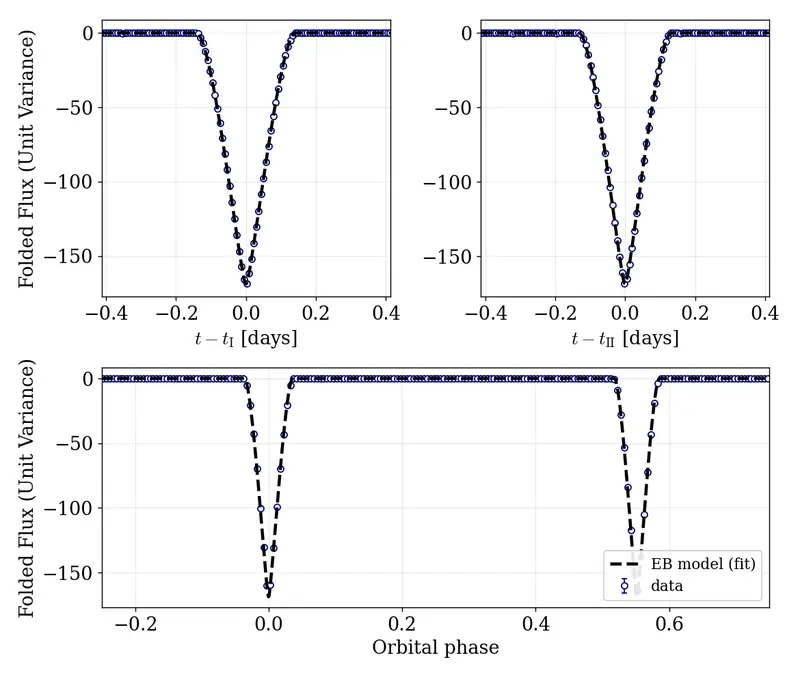 Folded Flux (Unit Variance)
0
−50
−100
−150
−0.4 −0.2 0.0 0.2 0.4
t − tI [days]
0
−50
−100
−150
−0.4 −0.2 0.0 0.2 0.4
t − tII [days]
Folded Flux (Unit Variance)
0
−50
−100
−150
EB model (fit)
data
−0.2 0.0 0.2 0.4 0.6
Orbital phase